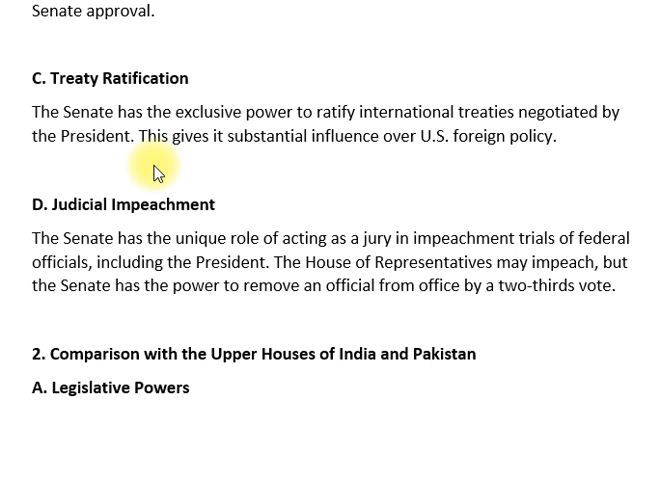 Senate approval.
C. Treaty Ratification
The Senate has the exclusive power to ratify international treaties negotiated by
the President. This gives it substantial influence over U.S. foreign policy.
D. Judicial Impeachment
The Senate has the unique role of acting as a jury in impeachment trials of federal
officials, including the President. The House of Representatives may impeach, but
the Senate has the power to remove an official from office by a two-thirds vote.
2. Comparison with the Upper Houses of India and Pakistan
A. Legislative Powers